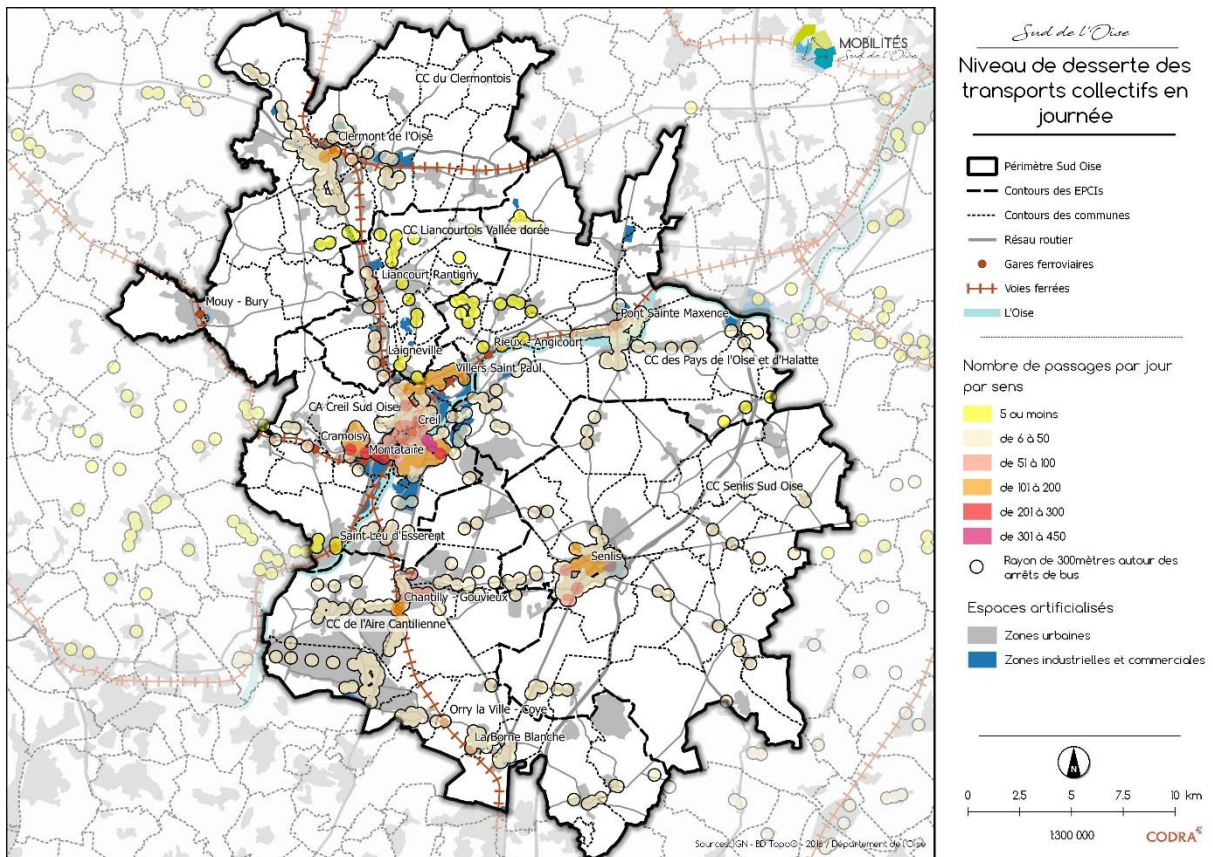 MOBILITÉS
Sud de l'Oise
CC du Clermontois
Clermont de l'Oise
CC Liancourtois Vallée dorée
Liancourt Rantigny
Mouy - Bury
Pont Sainte Maxence
Rieux - Angicourt
Laigneville
CC des Pays de l'Oise et d'Halatte
Villers Saint Paul
CA Creil Sud Oise
Creil
Cramoisy
Montataire
CC Senlis Sud Oise
Saint-Leu d'Esserent
Senlis
Chantilly - Gouvieux
CC de l'Aire Cantilienne
Orry la Ville - Coye
La Borne Blanche
Sources: IGN - BD Topo© - 2016 / Département de l'Oise
Sud de l'Oise
Niveau de desserte des
transports collectifs en
journée
Périmètre Sud Oise
Contours des EPCIs
Contours des communes
Résau routier
Gares ferroviaires
Voies ferrées
L'Oise
Nombre de passages par jour
par sens
5 ou moins
de 6 à 50
de 51 à 100
de 101 à 200
de 201 à 300
de 301 à 450
Rayon de 300mètres autour des
arrêts de bus
Espaces artificialisés
Zones urbaines
Zones industrielles et commerciales
N
0 2.5 5 7.5 10 km
1:300 000
CODRA